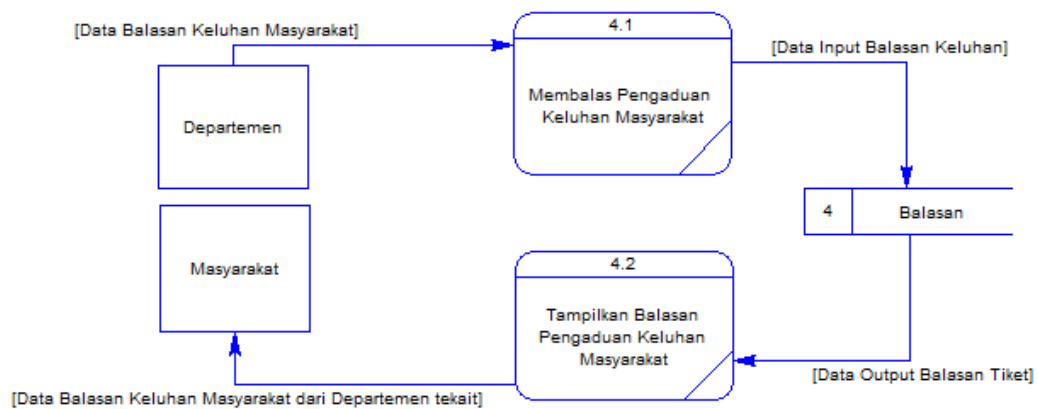 [Data Balasan Keluhan Masyarakat]
4.1
[Data Input Balasan Keluhan]
Membalas Pengaduan
Keluhan Masyarakat
Departemen
4
Balasan
Masyarakat
4.2
Tampilkan Balasan
Pengaduan Keluhan
Masyarakat
[Data Output Balasan Tiket]
[Data Balasan Keluhan Masyarakat dari Departemen tekait]